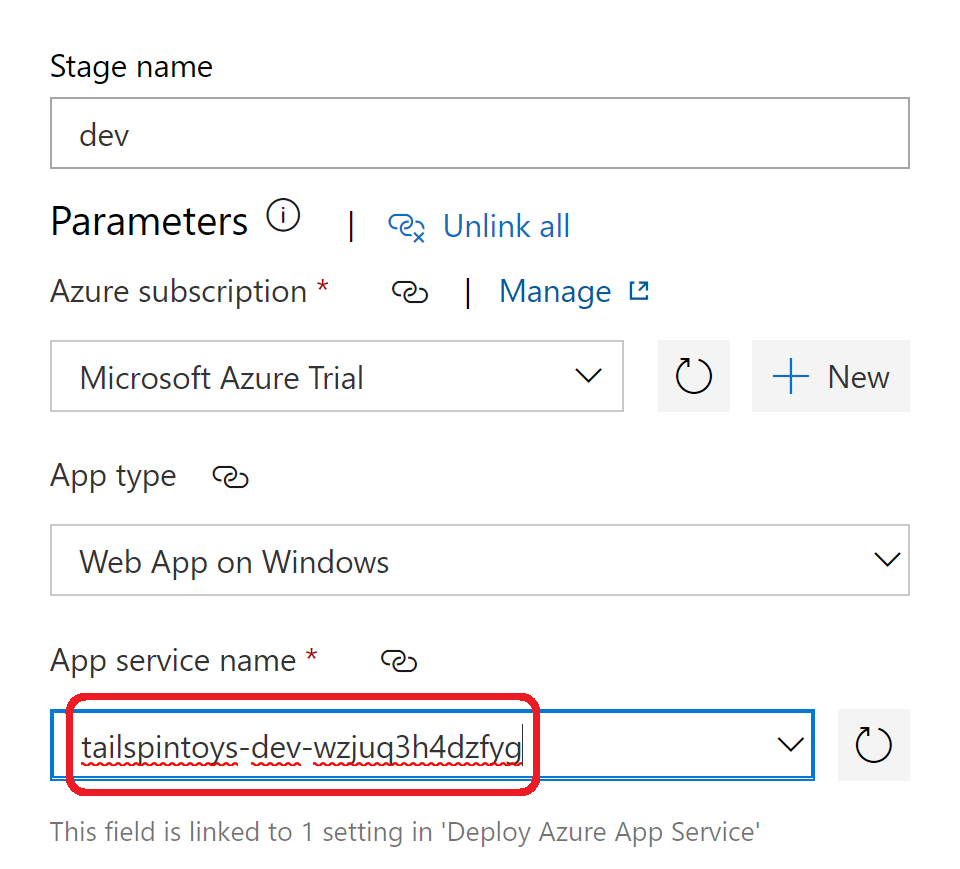 Stage name
dev
Parameters | Unlink all
Azure subscription * | Manage
Microsoft Azure Trial New
App type
Web App on Windows
App service name *
tailspintoys-dev-wzjuq3h4dzfyg
This field is linked to 1 setting in 'Deploy Azure App Service'